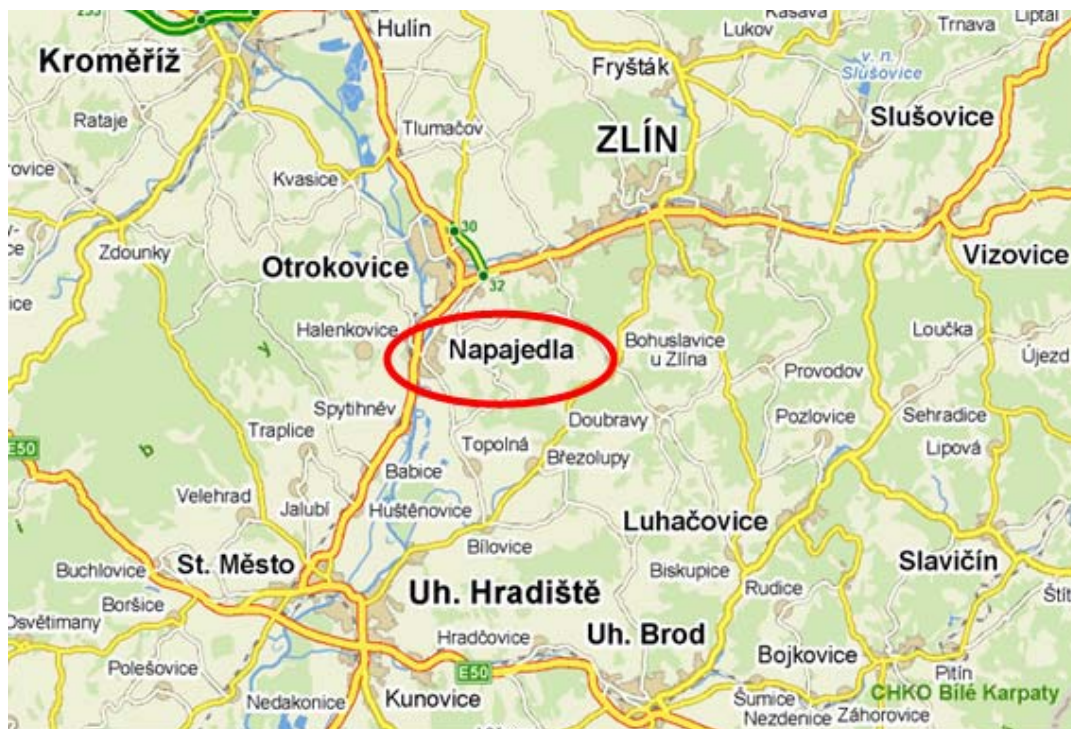 Kašava
Liptál
Trnava
Lukov
Hulín
Kroměříž
Fryšták
v. n.
Slušovice
Slušovice
Rataje
Tlumačov
ZLÍN
Kvasice
30
Zdounky
Otrokovice
Vizovice
32
Halenkovice
Napajedla
Bohuslavice
u Zlína
Loučka
Újezd
Provodov
Spytihněv
Traplice
Doubravy
Pozlovice
Sehradice
E50
b
y
Topolná
Březolupy
Lipová
Babice
Velehrad
Jalubí
Huštěnovice
Luhačovice
Bílovice
Buchlovice
St. Město
Slavičín
Biskupice
Rudice
Štít
Boršice
Uh. Hradiště
Osvětimany
Hradčovice
Uh. Brod
Bojkovice
Polešovice
E50
Pitín
Nedakonice
Kunovice
Šumice
CHKO Bílé Karpaty
Nezdenice
Záhorovice